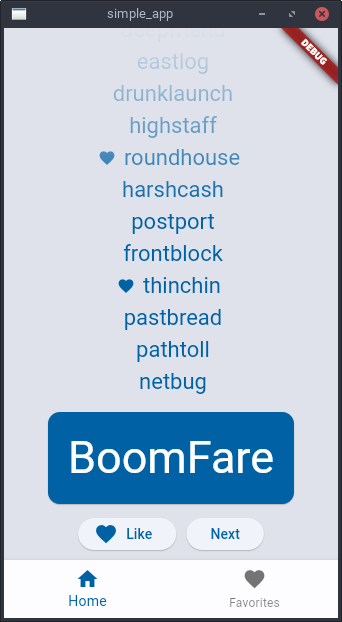 simple_app
DEBUG
eastlog
drunklaunch
highstaff
roundhouse
harshcash
postport
frontblock
thinchin
pastbread
pathtoll
netbug
BoomFare
Like
Next
Home
Favorites